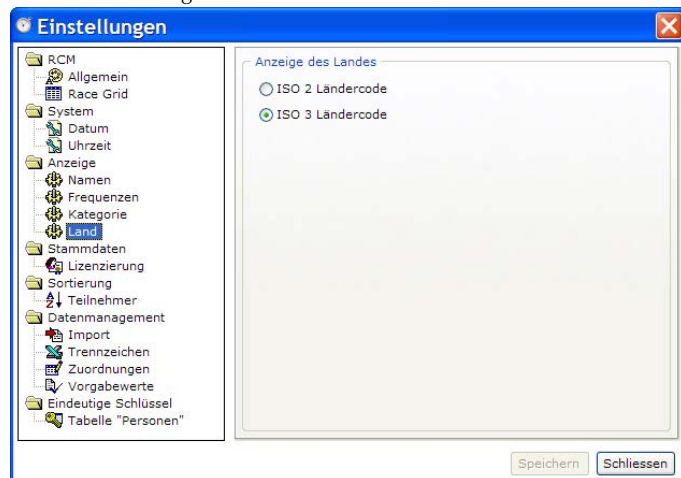 Einstellungen
RCM
Allgemein
Race Grid
System
Datum
Uhrzeit
Anzeige
Namen
Frequenzen
Kategorie
Land
Stammdaten
Lizenzierung
Sortierung
Teilnehmer
Datenmanagement
Import
Trennzeichen
Zuordnungen
Vorgabewerte
Eindeutige Schlüssel
Tabelle "Personen"
Anzeige des Landes
ISO 2 Ländercode
ISO 3 Ländercode
Speichern
Schliessen